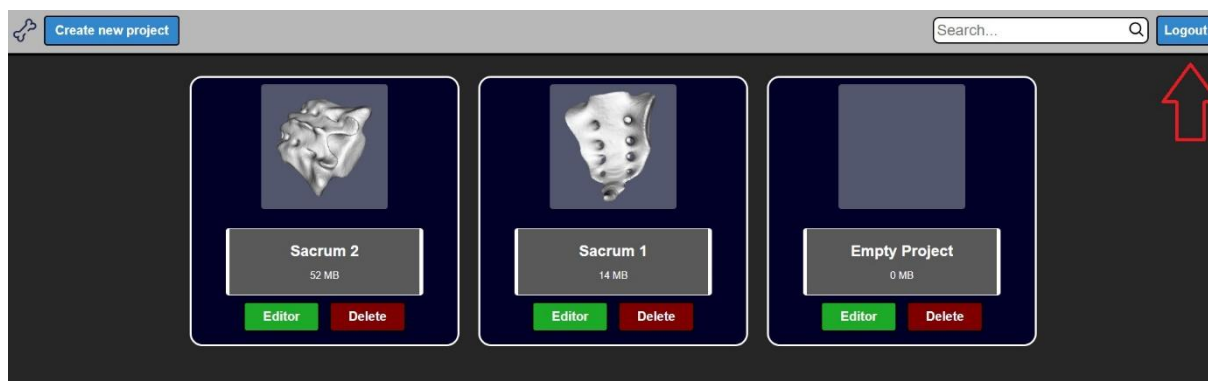 Create new project
Search...
Logout
Sacrum 2
52 MB
Editor
Delete
Sacrum 1
14 MB
Editor
Delete
Empty Project
0 MB
Editor
Delete